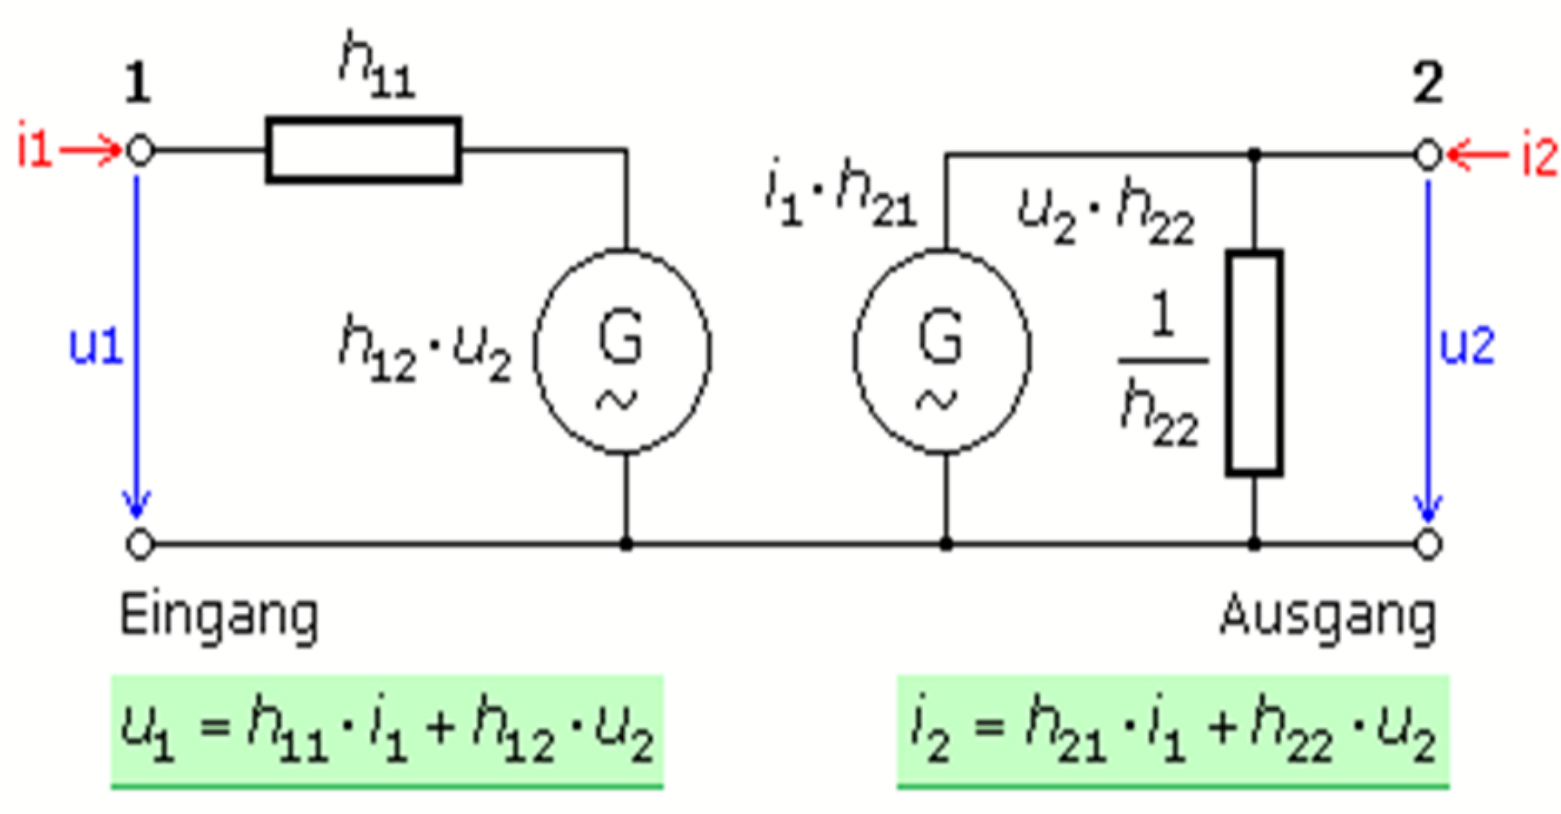 h₁₁
1
2
i1
i2
i₁·h₂₁
u₂·h₂₂
u1
h₁₂·u₂
G
~
G
~
1
h₂₂
u2
Eingang
Ausgang
u₁ = h₁₁·i₁ + h₁₂·u₂
i₂ = h₂₁·i₁ + h₂₂·u₂